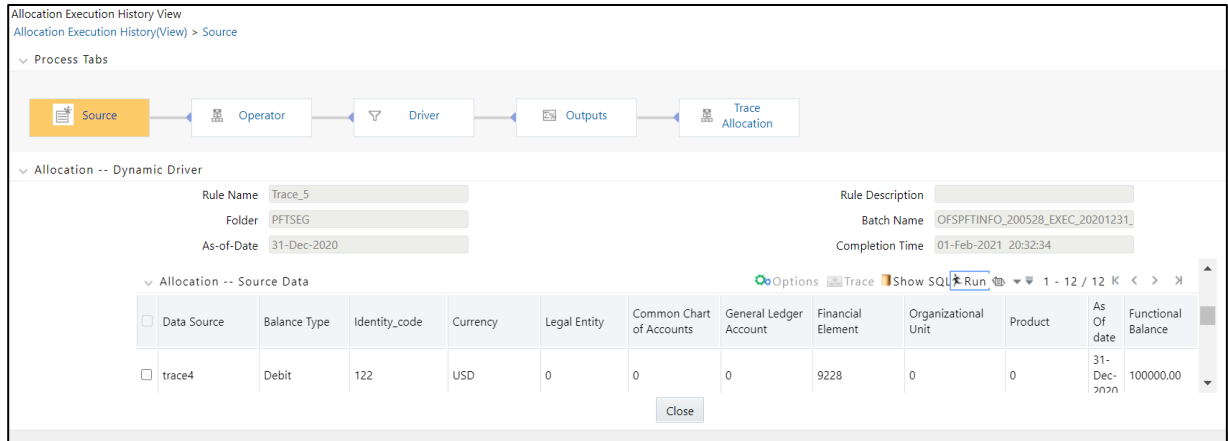 Allocation Execution History View
Allocation Execution History(View) > Source
Process Tabs
Source
Operator
Driver
Outputs
Trace
Allocation
Allocation -- Dynamic Driver
Rule Name Trace_5
Rule Description
Folder PFTSEG
Batch Name OFSPFTINFO_200528_EXEC_20201231_
As-of-Date 31-Dec-2020
Completion Time 01-Feb-2021 20:32:34
Allocation -- Source Data
Options Trace Show SQL Run 1 - 12 / 12
Data Source Balance Type Identity_code Currency Legal Entity Common Chart of Accounts General Ledger Account Financial Element Organizational Unit Product As Of date Functional Balance
trace4 Debit 122 USD 0 0 0 9228 0 0 31-Dec-2020 100000.00
Close